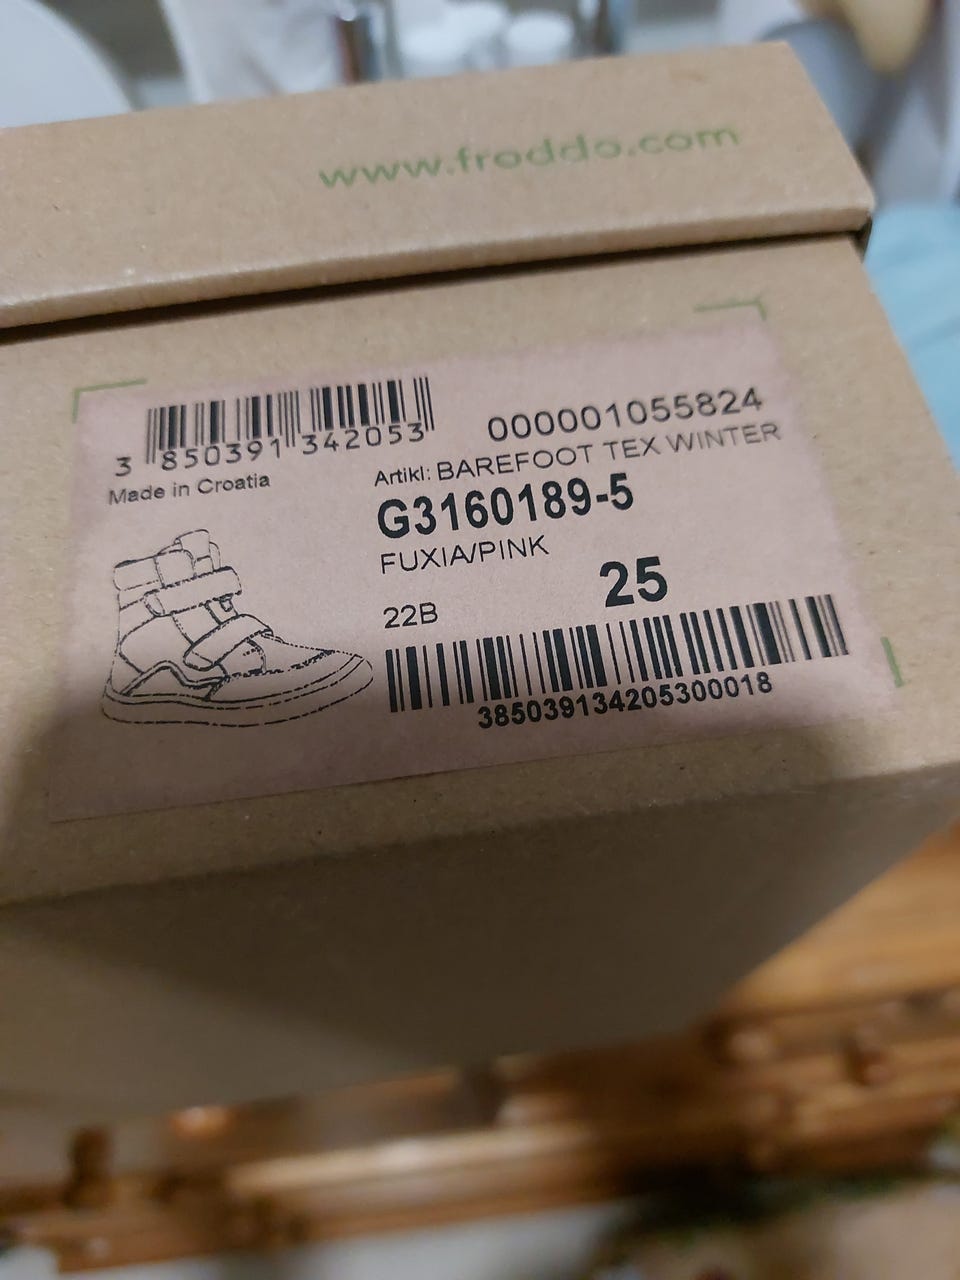 www.froddo.com
3 850391 342053
000001055824
Made in Croatia
Artikl: BAREFOOT TEX WINTER
G3160189-5
FUXIA/PINK
25
22B
385039134205300018